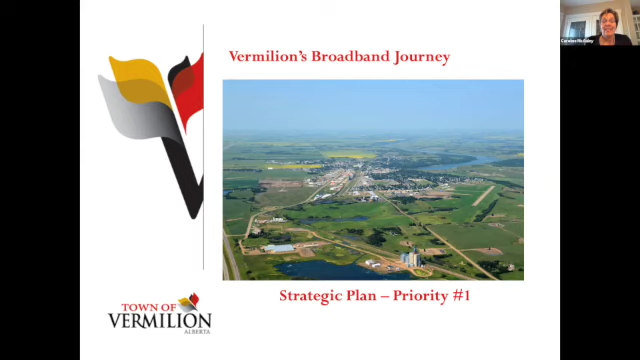 Vermilion's Broadband Journey
Strategic Plan – Priority #1
TOWN OF
VERMILION
ALBERTA